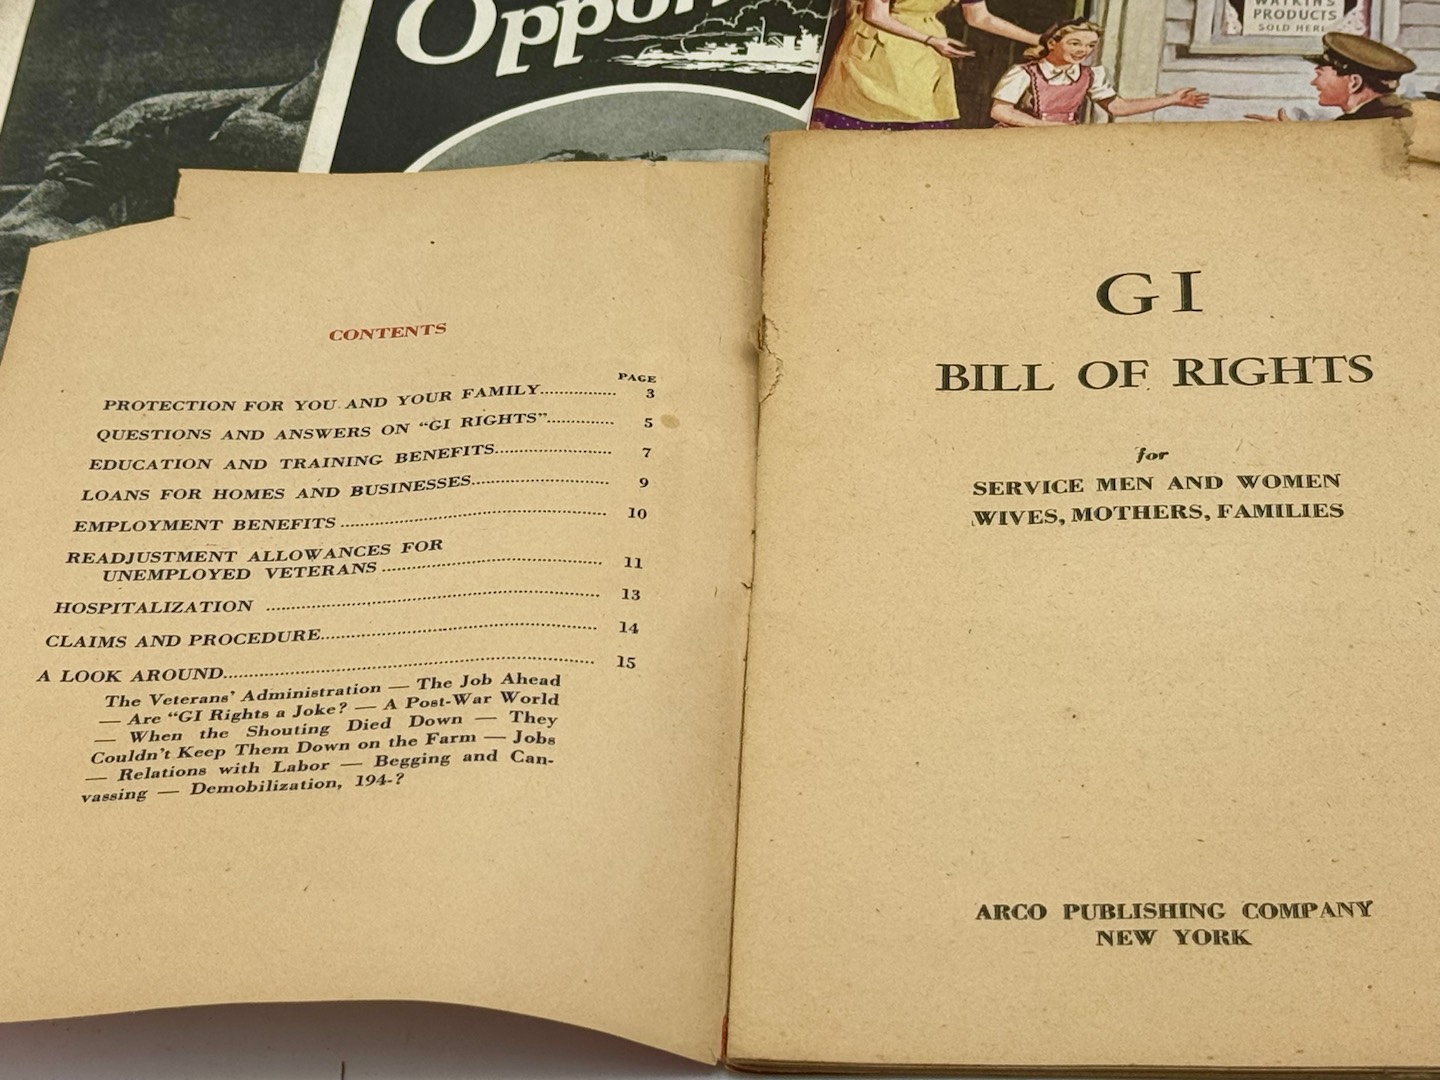 WATKINS
PRODUCTS
SOLD HERE
CONTENTS
PAGE
PROTECTION FOR YOU AND YOUR FAMILY.................... 3
QUESTIONS AND ANSWERS ON “GI RIGHTS”................. 5
EDUCATION AND TRAINING BENEFITS............................ 7
LOANS FOR HOMES AND BUSINESSES................................. 9
EMPLOYMENT BENEFITS................................................................ 10
READJUSTMENT ALLOWANCES FOR
UNEMPLOYED VETERANS.................................................... 11
HOSPITALIZATION.............................................................................. 13
CLAIMS AND PROCEDURE................................................................ 14
A LOOK AROUND.................................................................................. 15
The Veterans’ Administration — The Job Ahead
— Are “GI Rights a Joke? — A Post-War World
— When the Shouting Died Down — They
Couldn’t Keep Them Down on the Farm — Jobs
— Relations with Labor — Begging and Can-
vassing — Demobilization, 194-?
GI
BILL OF RIGHTS
for
SERVICE MEN AND WOMEN
WIVES, MOTHERS, FAMILIES
ARCO PUBLISHING COMPANY
NEW YORK